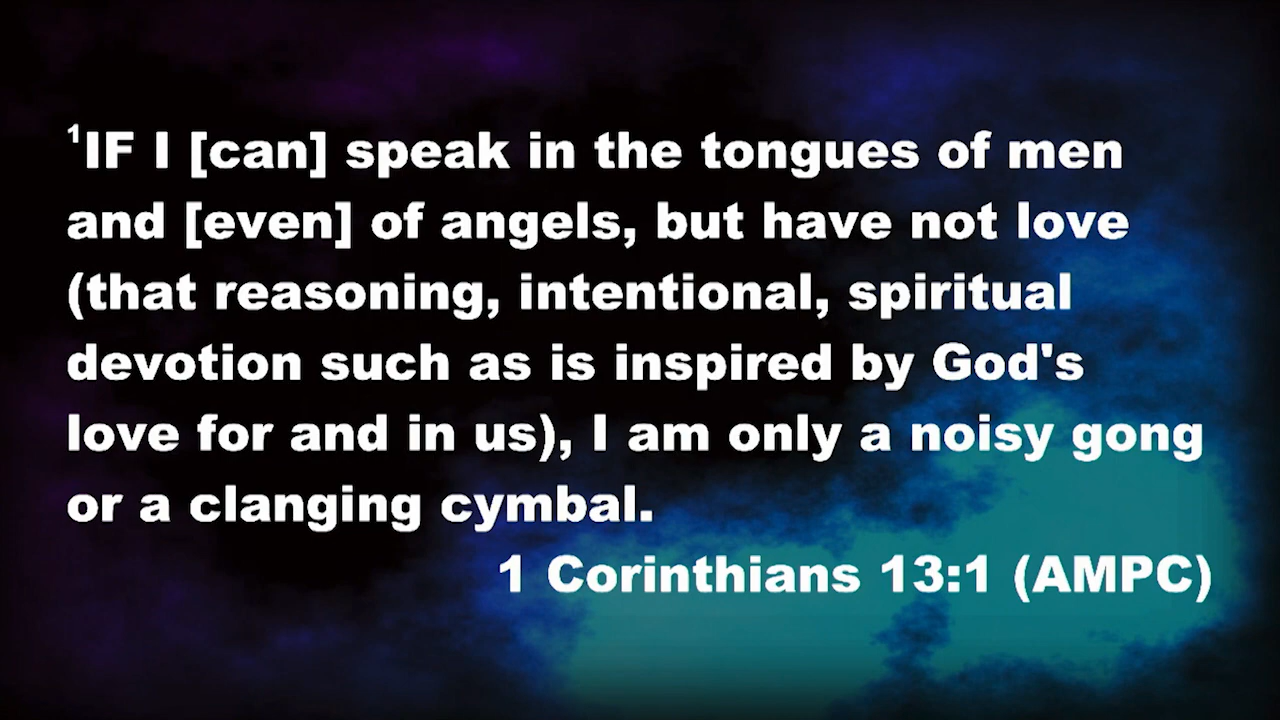 ¹IF I [can] speak in the tongues of men
and [even] of angels, but have not love
(that reasoning, intentional, spiritual
devotion such as is inspired by God's
love for and in us), I am only a noisy gong
or a clanging cymbal.
1 Corinthians 13:1 (AMPC)